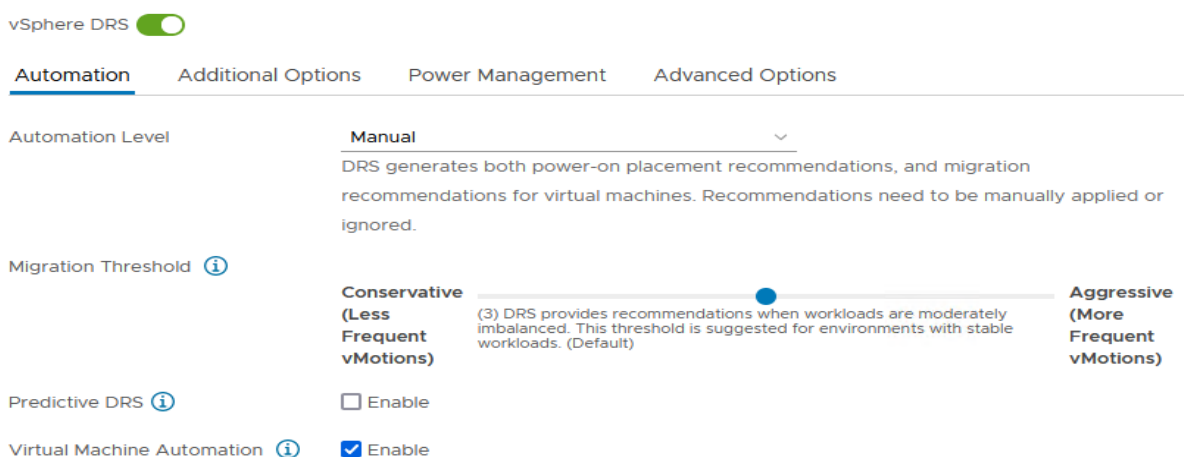 vSphere DRS
Automation Additional Options Power Management Advanced Options
Automation Level Manual
DRS generates both power-on placement recommendations, and migration
recommendations for virtual machines. Recommendations need to be manually applied or
ignored.
Migration Threshold
Conservative
(Less
Frequent
vMotions)
(3) DRS provides recommendations when workloads are moderately
imbalanced. This threshold is suggested for environments with stable
workloads. (Default)
Aggressive
(More
Frequent
vMotions)
Predictive DRS Enable
Virtual Machine Automation Enable